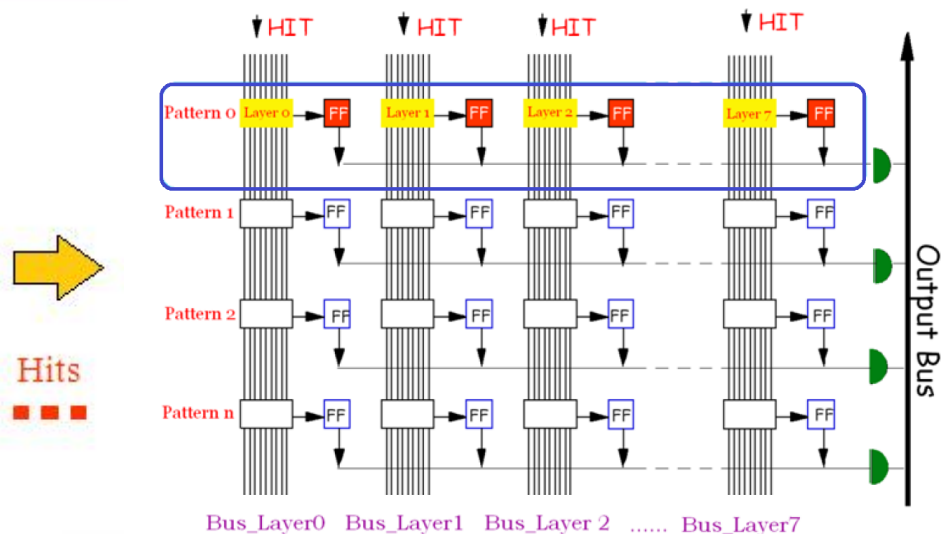 HIT HIT HIT HIT
Pattern 0 Layer 0 FF Layer 1 FF Layer 2 FF Layer 7 FF
Pattern 1 FF FF FF FF
Pattern 2 FF FF FF FF
Pattern n FF FF FF FF
Hits
Output Bus
Bus_Layer0 Bus_Layer1 Bus_Layer 2 ...... Bus_Layer7